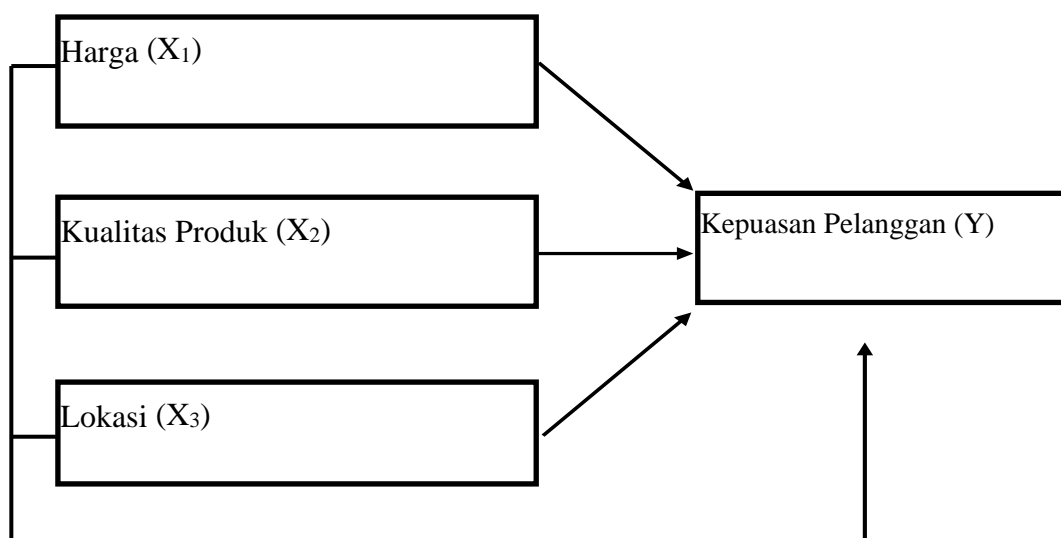 Harga (X₁)
Kualitas Produk (X₂)
Kepuasan Pelanggan (Y)
Lokasi (X₃)